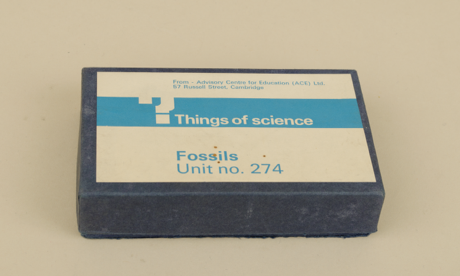 From - Advisory Centre for Education (ACE) Ltd.
57 Russell Street, Cambridge
? Things of science
Fossils
Unit no. 274